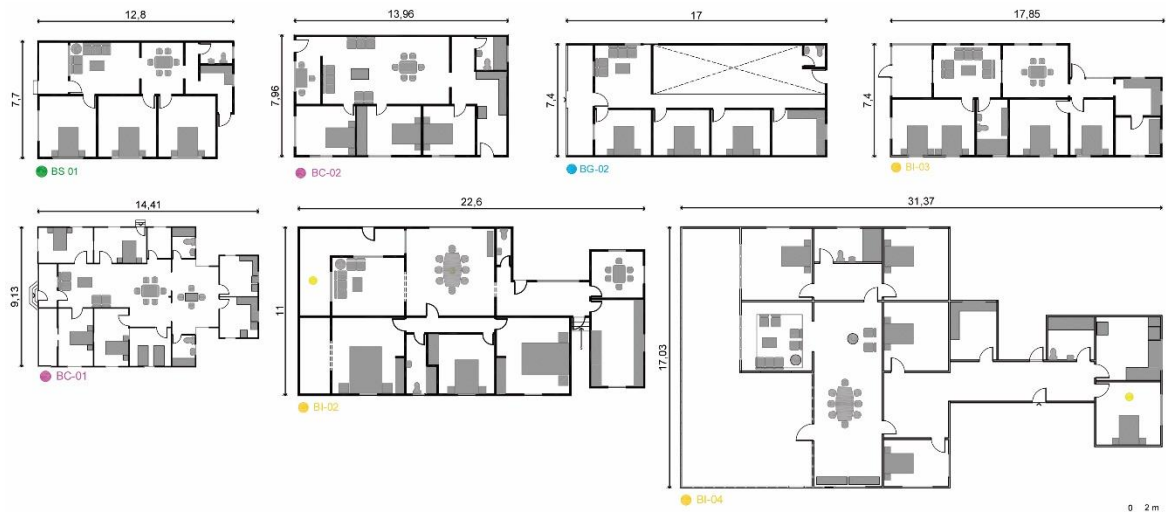 12,8
7,7
BS 01
13,96
7,96
BC-02
17
7,4
BG-02
17,85
7,4
BI-03
14,41
9,13
BC-01
22,6
11
BI-02
31,37
17,03
BI-04
0 2 m